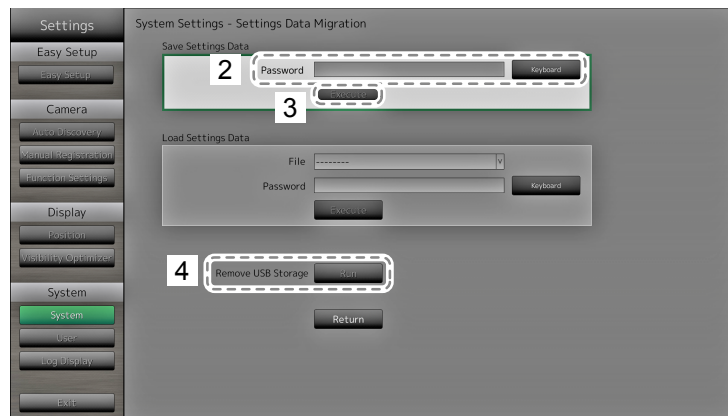 Settings
System Settings - Settings Data Migration
Easy Setup
Easy Setup
Camera
Auto Discovery
Manual Registration
Function Settings
Display
Position
Visibility Optimizer
System
System
User
Log Display
Exit
Save Settings Data
2
Password
Keyboard
3
Execute
Load Settings Data
File
--------
Password
Keyboard
Execute
4
Remove USB Storage
Run
Return